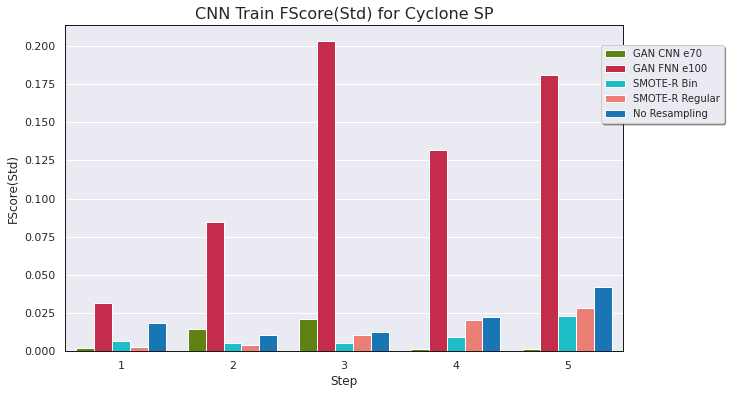 CNN Train FScore(Std) for Cyclone SP
GAN CNN e70
GAN FNN e100
SMOTE-R Bin
SMOTE-R Regular
No Resampling
FScore(Std)
0.200
0.175
0.150
0.125
0.100
0.075
0.050
0.025
0.000
1 2 3 4 5
Step